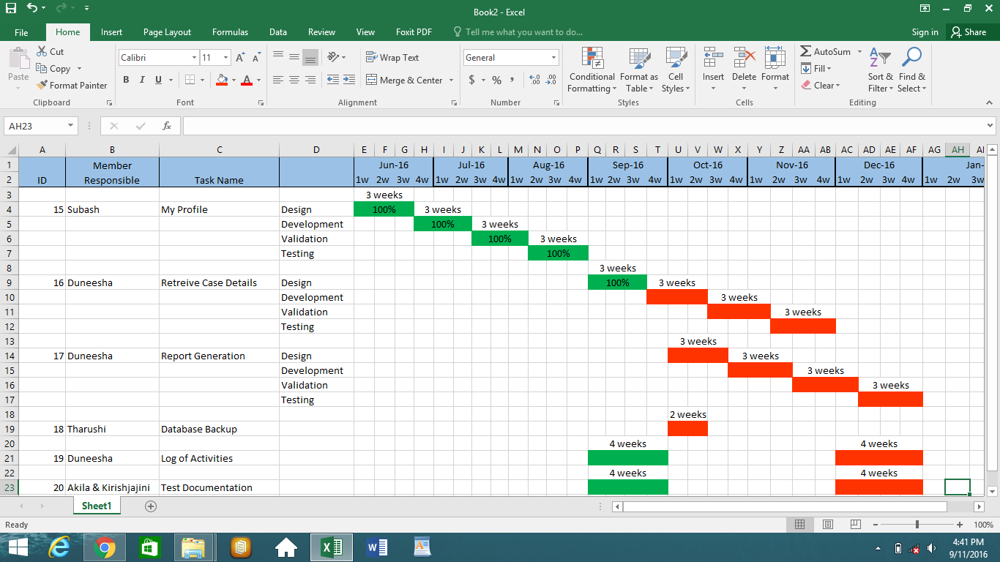 Book2 - Excel
File Home Insert Page Layout Formulas Data Review View Foxit PDF Tell me what you want to do... Sign in Share
Paste
Cut
Copy
Format Painter
Clipboard
Calibri 11 A A
B I U A
Font
Wrap Text
Merge & Center
Alignment
General
$ % ,
.0 .00
Number
Conditional Formatting
Format as Table
Cell Styles
Styles
Insert Delete Format
Cells
AutoSum
Fill
Clear
Sort & Filter
Find & Select
Editing
AH23 fx
A B C D E F G H I J K L M N O P Q R S T U V W X Y Z AA AB AC AD AE AF AG AH
1 Member Jun-16 Jul-16 Aug-16 Sep-16 Oct-16 Nov-16 Dec-16 Jan-
2 ID Responsible Task Name 1w 2w 3w 4w 1w 2w 3w 4w 1w 2w 3w 4w 1w 2w 3w 4w 1w 2w 3w 4w 1w 2w 3w 4w 1w 2w 3w 4w 1w 2w 3w
3 3 weeks
4 15 Subash My Profile Design 100% 3 weeks
5 Development 100% 3 weeks
6 Validation 100% 3 weeks
7 Testing 100%
8 3 weeks
9 16 Duneesha Retreive Case Details Design 100% 3 weeks
10 Development 3 weeks
11 Validation 3 weeks
12 Testing
13 3 weeks
14 17 Duneesha Report Generation Design 3 weeks
15 Development 3 weeks
16 Validation 3 weeks
17 Testing
18 2 weeks
19 18 Tharushi Database Backup
20 4 weeks 4 weeks
21 19 Duneesha Log of Activities
22 4 weeks 4 weeks
23 20 Akila & Kirishjajini Test Documentation
Sheet1
Ready 100%
4:41 PM
9/11/2016